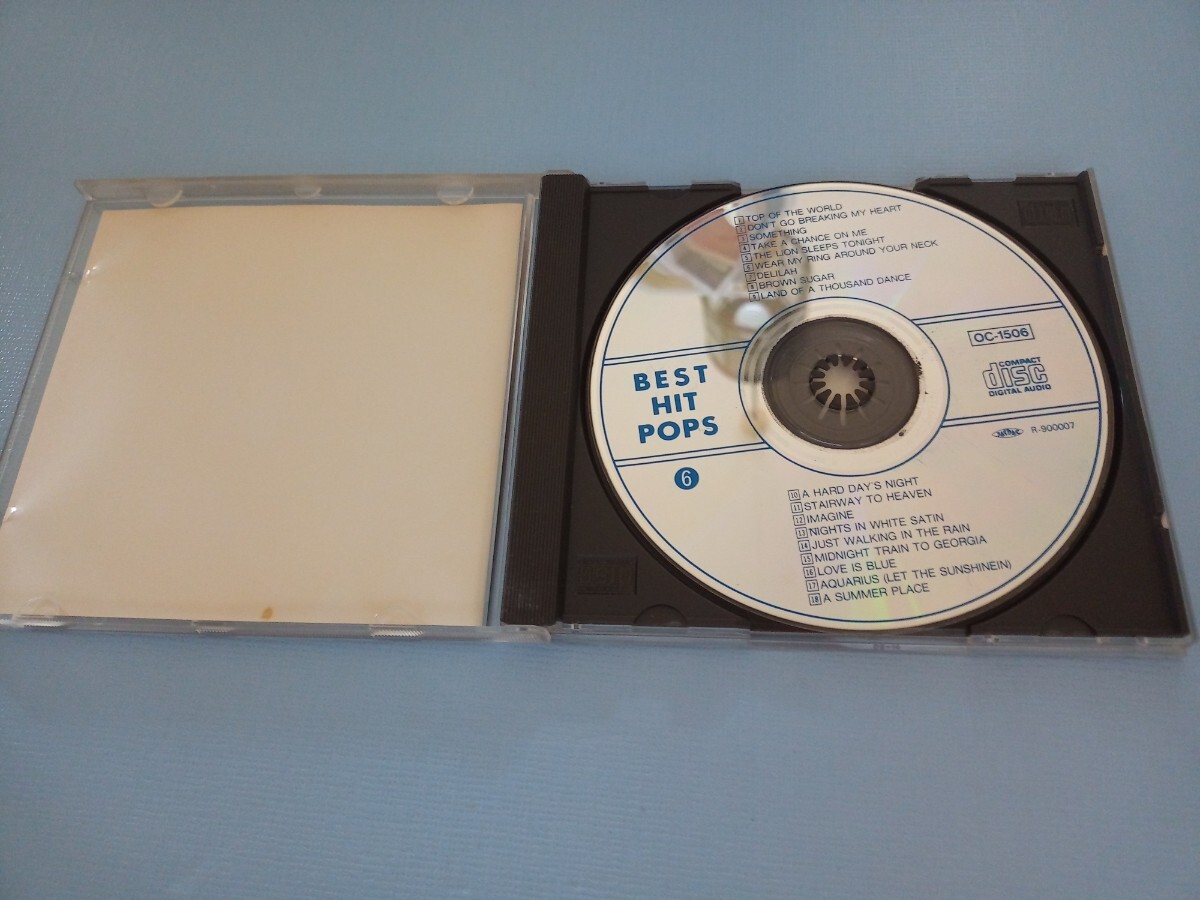 1 TOP OF THE WORLD
2 DON'T GO BREAKING MY HEART
3 SOMETHING
4 TAKE A CHANCE ON ME
5 THE LION SLEEPS TONIGHT
6 WEAR MY RING AROUND YOUR NECK
7 DELILAH
8 BROWN SUGAR
9 LAND OF A THOUSAND DANCE
BEST
HIT
POPS
6
OC-1506
COMPACT
disc
DIGITAL AUDIO
R-900007
10 A HARD DAY'S NIGHT
11 STAIRWAY TO HEAVEN
12 IMAGINE
13 NIGHTS IN WHITE SATIN
14 JUST WALKING IN THE RAIN
15 MIDNIGHT TRAIN TO GEORGIA
16 LOVE IS BLUE
17 AQUARIUS (LET THE SUNSHINEIN)
18 A SUMMER PLACE